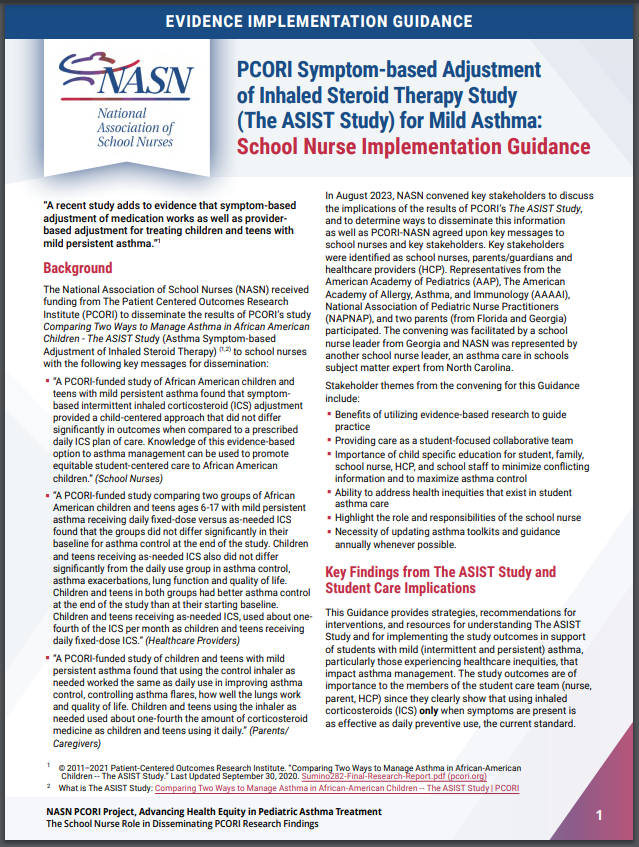 EVIDENCE IMPLEMENTATION GUIDANCE
NASN
National
Association of
School Nurses
PCORI Symptom-based Adjustment
of Inhaled Steroid Therapy Study
(The ASIST Study) for Mild Asthma:
School Nurse Implementation Guidance
"A recent study adds to evidence that symptom-based
adjustment of medication works as well as provider-
based adjustment for treating children and teens with
mild persistent asthma."1
Background
The National Association of School Nurses (NASN) received
funding from The Patient Centered Outcomes Research
Institute (PCORI) to disseminate the results of PCORI's study
Comparing Two Ways to Manage Asthma in African American
Children - The ASIST Study (Asthma Symptom-based
Adjustment of Inhaled Steroid Therapy) (1,2) to school nurses
with the following key messages for dissemination:
▪ "A PCORI-funded study of African American children and
teens with mild persistent asthma found that symptom-
based intermittent inhaled corticosteroid (ICS) adjustment
provided a child-centered approach that did not differ
significantly in outcomes when compared to a prescribed
daily ICS plan of care. Knowledge of this evidence-based
option to asthma management can be used to promote
equitable student-centered care to African American
children." (School Nurses)
▪ "A PCORI-funded study comparing two groups of African
American children and teens ages 6-17 with mild persistent
asthma receiving daily fixed-dose versus as-needed ICS
found that the groups did not differ significantly in their
baseline for asthma control at the end of the study. Children
and teens receiving as-needed ICS also did not differ
significantly from the daily use group in asthma control,
asthma exacerbations, lung function and quality of life.
Children and teens in both groups had better asthma control
at the end of the study than at their starting baseline.
Children and teens receiving as-needed ICS, used about one-
fourth of the ICS per month as children and teens receiving
daily fixed-dose ICS." (Healthcare Providers)
▪ "A PCORI-funded study of children and teens with mild
persistent asthma found that using the control inhaler as
needed worked the same as daily use in improving asthma
control, controlling asthma flares, how well the lungs work
and quality of life. Children and teens using the inhaler as
needed used about one-fourth the amount of corticosteroid
medicine as children and teens using it daily." (Parents/
Caregivers)
In August 2023, NASN convened key stakeholders to discuss
the implications of the results of PCORI's The ASIST Study,
and to determine ways to disseminate this information
as well as PCORI-NASN agreed upon key messages to
school nurses and key stakeholders. Key stakeholders
were identified as school nurses, parents/guardians and
healthcare providers (HCP). Representatives from the
American Academy of Pediatrics (AAP), The American
Academy of Allergy, Asthma, and Immunology (AAAAI),
National Association of Pediatric Nurse Practitioners
(NAPNAP), and two parents (from Florida and Georgia)
participated. The convening was facilitated by a school
nurse leader from Georgia and NASN was represented by
another school nurse leader, an asthma care in schools
subject matter expert from North Carolina.
Stakeholder themes from the convening for this Guidance
include:
▪ Benefits of utilizing evidence-based research to guide
practice
▪ Providing care as a student-focused collaborative team
▪ Importance of child specific education for student, family,
school nurse, HCP, and school staff to minimize conflicting
information and to maximize asthma control
▪ Ability to address health inequities that exist in student
asthma care
▪ Highlight the role and responsibilities of the school nurse
▪ Necessity of updating asthma toolkits and guidance
annually whenever possible.
Key Findings from The ASIST Study and
Student Care Implications
This Guidance provides strategies, recommendations for
interventions, and resources for understanding The ASIST
Study and for implementing the study outcomes in support
of students with mild (intermittent and persistent) asthma,
particularly those experiencing healthcare inequities, that
impact asthma management. The study outcomes are of
importance to the members of the student care team (nurse,
parent, HCP) since they clearly show that using inhaled
corticosteroids (ICS) only when symptoms are present is
as effective as daily preventive use, the current standard.
1 © 2011–2021 Patient-Centered Outcomes Research Institute. "Comparing Two Ways to Manage Asthma in African-American
Children -- The ASIST Study." Last Updated September 30, 2020. Sumino282-Final-Research-Report.pdf (pcori.org)
2 What is The ASIST Study: Comparing Two Ways to Manage Asthma in African-American Children -- The ASIST Study | PCORI
NASN PCORI Project, Advancing Health Equity in Pediatric Asthma Treatment
The School Nurse Role in Disseminating PCORI Research Findings
1